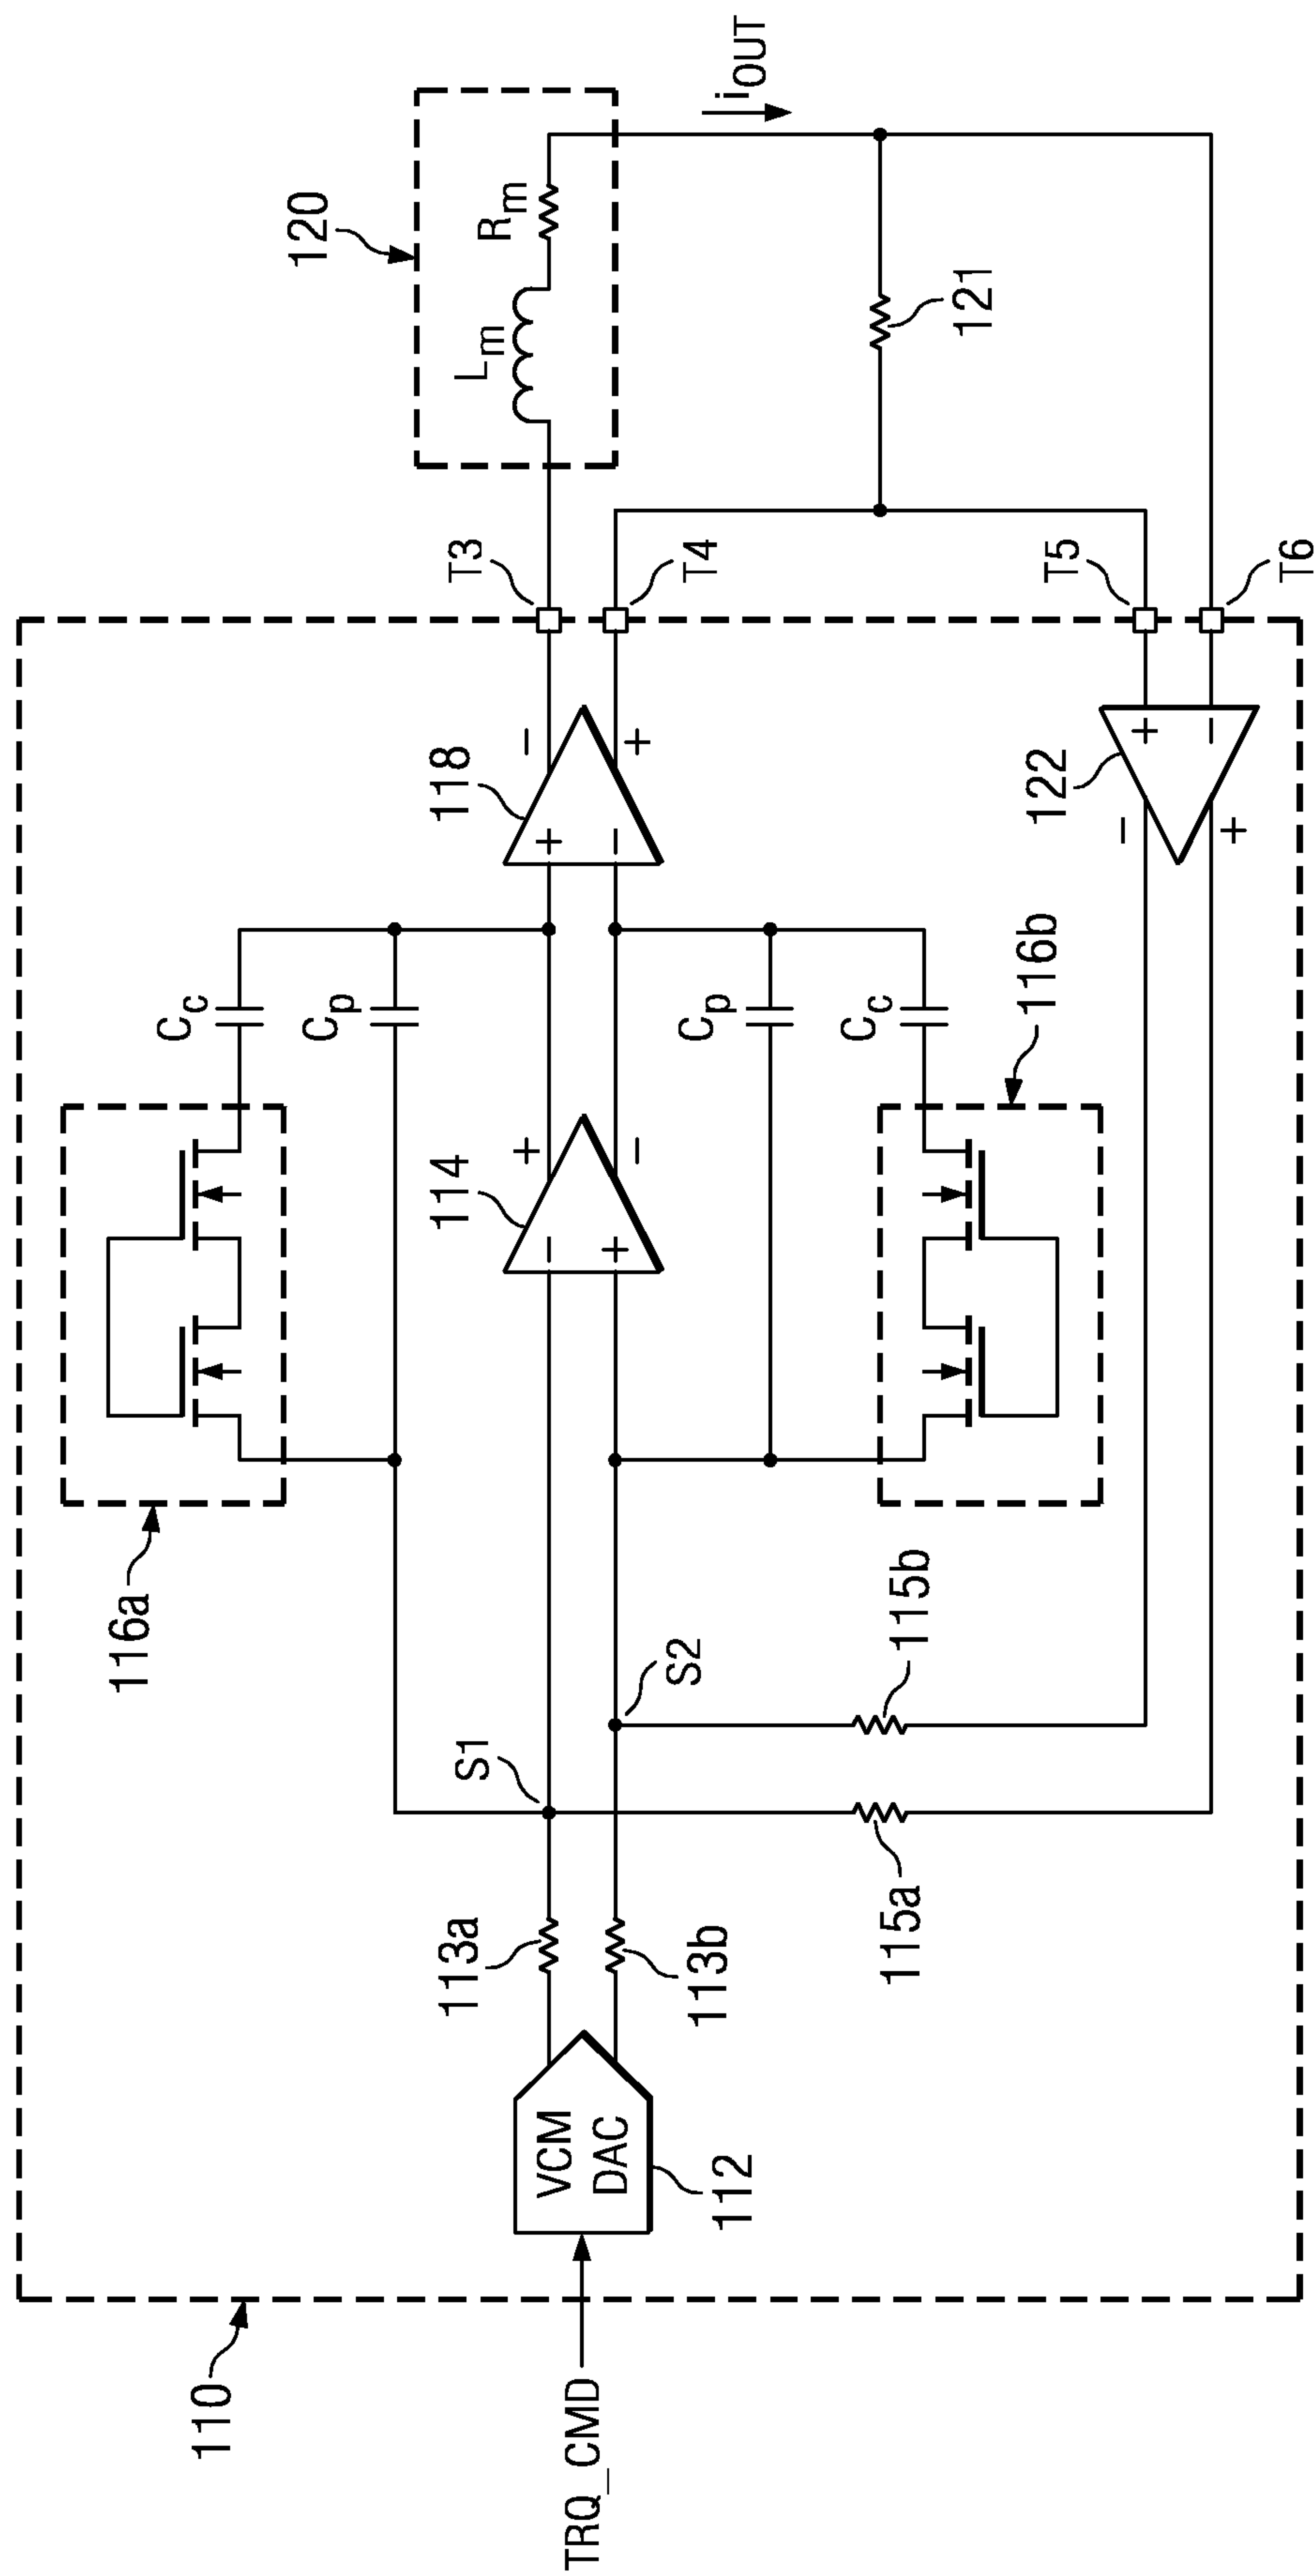 110
116a
C_c
C_p
120
L_m
R_m
i_OUT
TRQ_CMD
VCM
DAC
112
113a
113b
S1
S2
114
-
+
+
-
118
+
-
-
+
T3
T4
C_p
C_c
116b
121
115a
115b
122
-
+
+
-
T5
T6